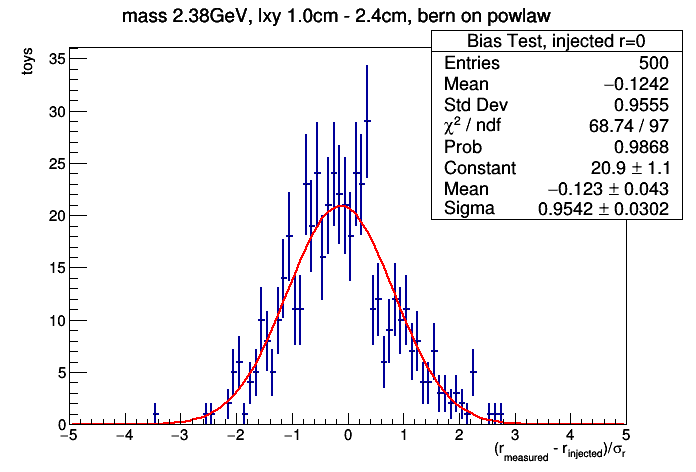 mass 2.38GeV, lxy 1.0cm - 2.4cm, bern on powlaw
Bias Test, injected r=0
Entries 500
Mean −0.1242
Std Dev 0.9555
χ² / ndf 68.74 / 97
Prob 0.9868
Constant 20.9 ± 1.1
Mean −0.123 ± 0.043
Sigma 0.9542 ± 0.0302
toys
35
30
25
20
15
10
5
0
−5 −4 −3 −2 −1 0 1 2 3 4 5
(r_measured - r_injected)/σ_r